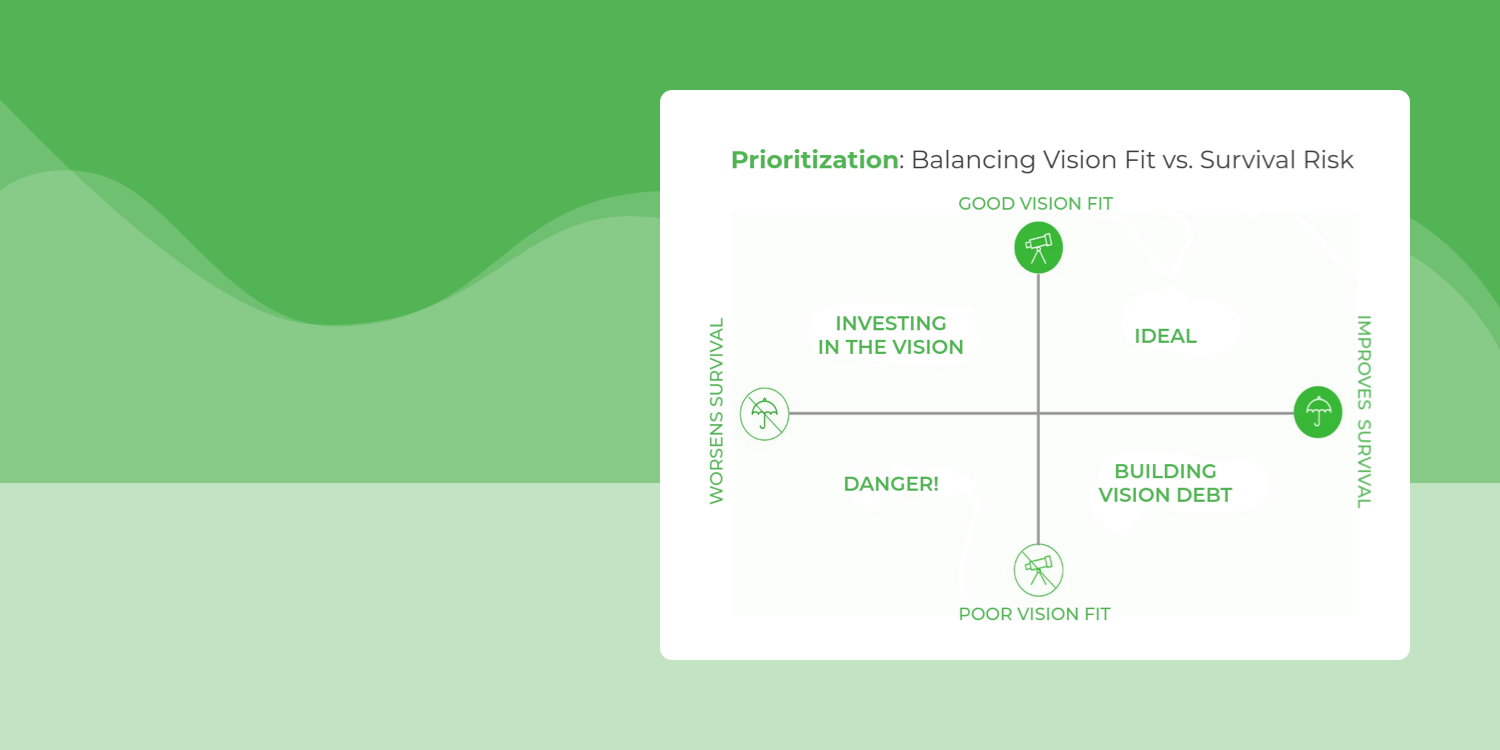 Prioritization: Balancing Vision Fit vs. Survival Risk
GOOD VISION FIT
INVESTING
IN THE VISION
IDEAL
WORSENS SURVIVAL
IMPROVES SURVIVAL
DANGER!
BUILDING
VISION DEBT
POOR VISION FIT